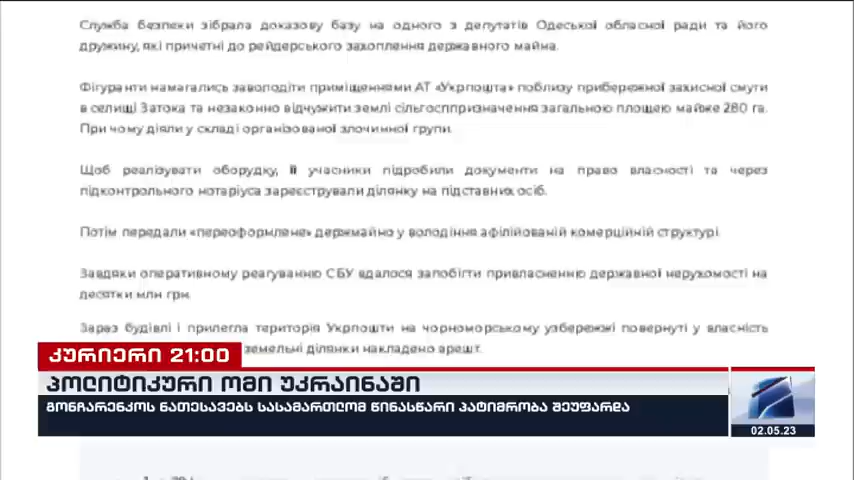 Служба безпеки зібрала доказову базу на одного з депутатів Одеської обласної ради та його
дружину, які причетні до рейдерського захоплення державного майна.
Фігуранти намагались заволодіти приміщеннями АТ «Укрпошта» поблизу прибережної захисної смуги
в селищі Затока та незаконно відчужити землі сільгосппризначення загальною площею майже 280 га.
При чому діяли у складі організованої злочинної групи.
Щоб реалізувати оборудку, її учасники підробили документи на право власності та через
підконтрольного нотаріуса зареєстрували ділянку на підставних осіб.
Потім передали «переоформлене» держмайно у володіння афілійованій комерційній структурі.
Завдяки оперативному реагуванню СБУ вдалося запобігти привласненню державної нерухомості на
десятки млн грн.
Зараз будівлі і прилегла територія Укрпошти на чорноморському узбережжі повернуті у власність
земельні ділянки накладено арешт.
კურიერი 21:00
პოლიტიკური ომი უკრაინაში
გონჩარენკოს ნათესავებს სასამართლომ წინასწარი პატიმრობა შეუფარდა
02.05.23